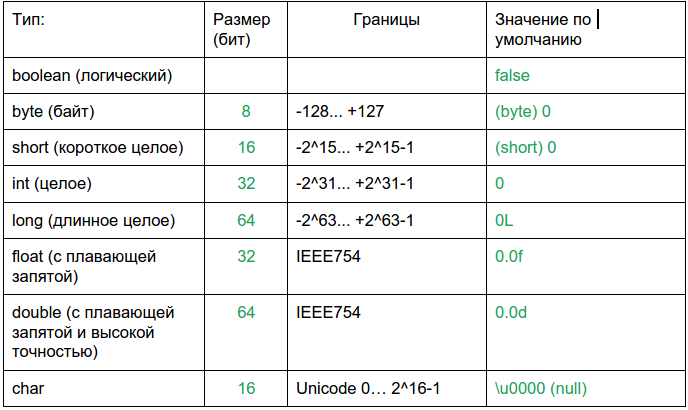 Тип:
Размер
(бит)
Границы
Значение по
умолчанию
boolean (логический)
false
byte (байт)
8
-128... +127
(byte) 0
short (короткое целое)
16
-2^15... +2^15-1
(short) 0
int (целое)
32
-2^31... +2^31-1
0
long (длинное целое)
64
-2^63... +2^63-1
0L
float (с плавающей
запятой)
32
IEEE754
0.0f
double (с плавающей
запятой и высокой
точностью)
64
IEEE754
0.0d
char
16
Unicode 0… 2^16-1
\u0000 (null)